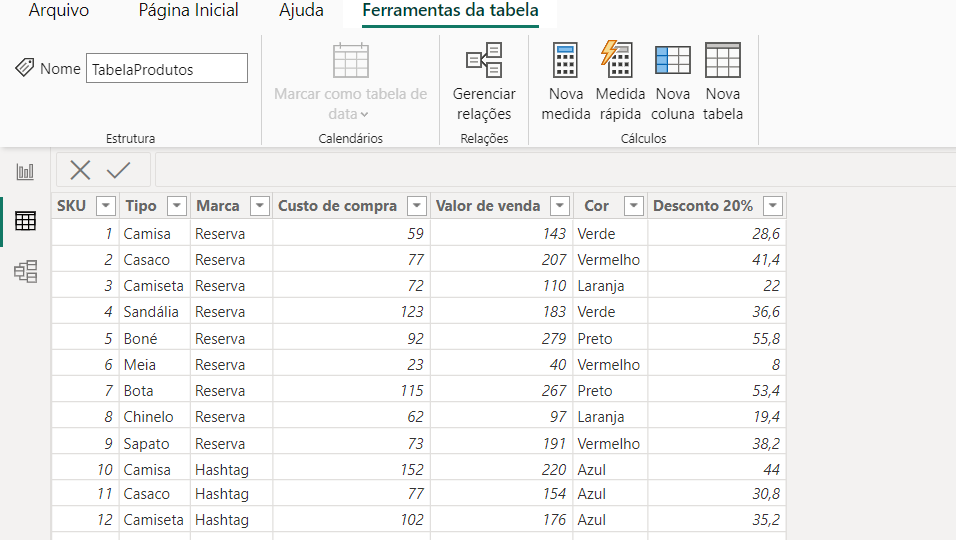 Arquivo Página Inicial Ajuda Ferramentas da tabela
Nome TabelaProdutos
Marcar como tabela de data
Gerenciar relações
Nova medida
Medida rápida
Nova coluna
Nova tabela
Estrutura Calendários Relações Cálculos
SKU Tipo Marca Custo de compra Valor de venda Cor Desconto 20%
1 Camisa Reserva 59 143 Verde 28,6
2 Casaco Reserva 77 207 Vermelho 41,4
3 Camiseta Reserva 72 110 Laranja 22
4 Sandália Reserva 123 183 Verde 36,6
5 Boné Reserva 92 279 Preto 55,8
6 Meia Reserva 23 40 Vermelho 8
7 Bota Reserva 115 267 Preto 53,4
8 Chinelo Reserva 62 97 Laranja 19,4
9 Sapato Reserva 73 191 Vermelho 38,2
10 Camisa Hashtag 152 220 Azul 44
11 Casaco Hashtag 77 154 Azul 30,8
12 Camiseta Hashtag 102 176 Azul 35,2